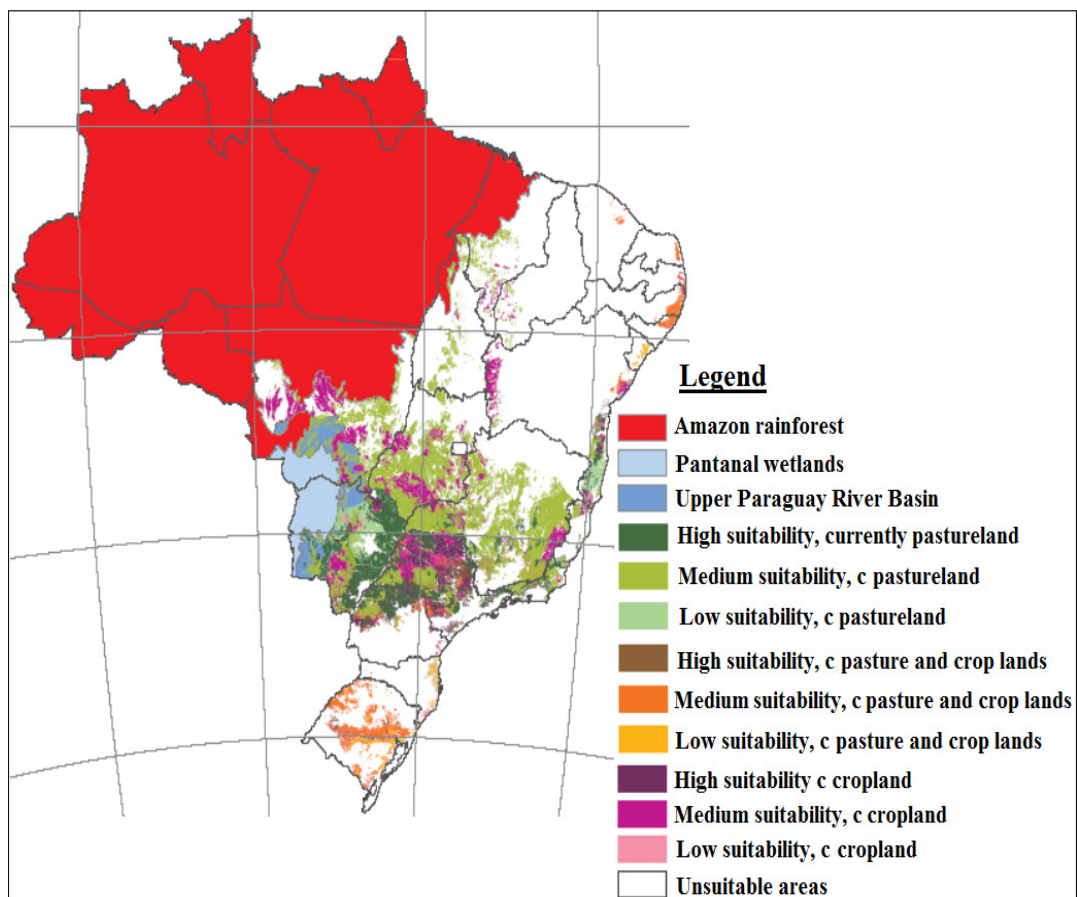 Legend
Amazon rainforest
Pantanal wetlands
Upper Paraguay River Basin
High suitability, currently pastureland
Medium suitability, c pastureland
Low suitability, c pastureland
High suitability, c pasture and crop lands
Medium suitability, c pasture and crop lands
Low suitability, c pasture and crop lands
High suitability c cropland
Medium suitability, c cropland
Low suitability, c cropland
Unsuitable areas